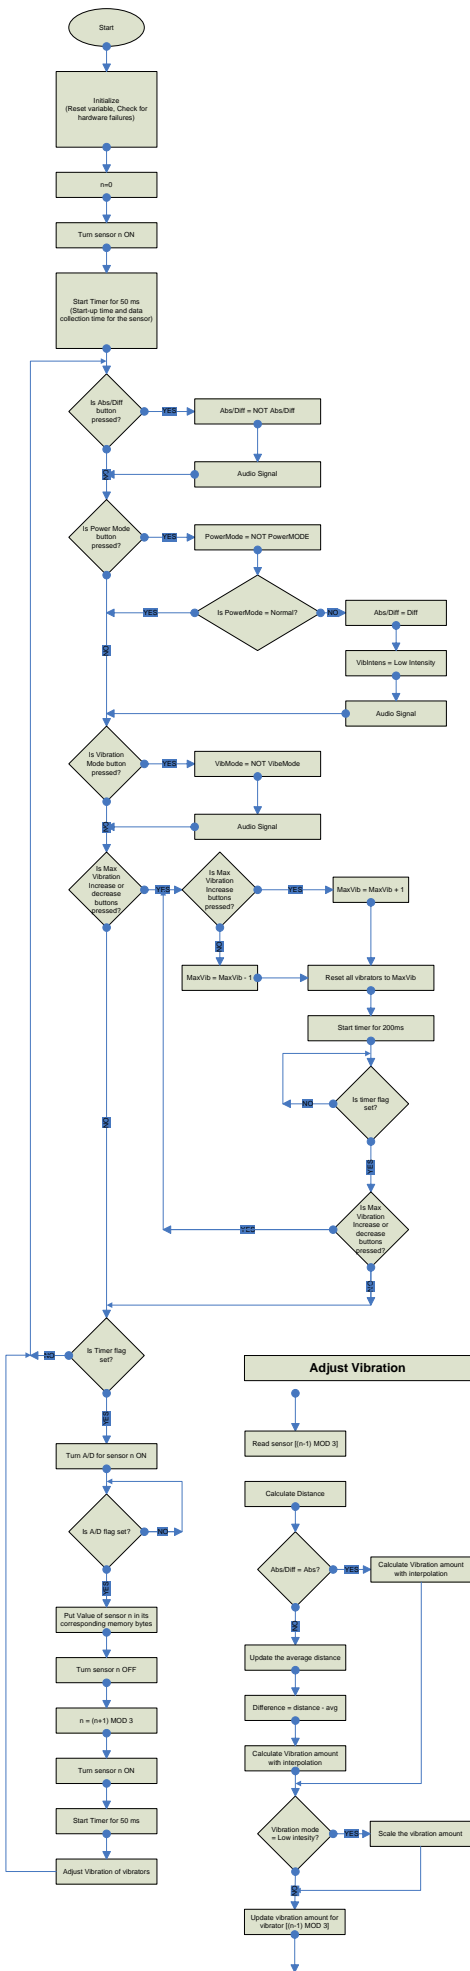 Start
Initialize
(Reset variable, Check for
hardware failures)
n=0
Turn sensor n ON
Start Timer for 50 ms
(Start-up time and data
collection time for the sensor)
Is Abs/Diff
button
pressed?
YES
Abs/Diff = NOT Abs/Diff
NO
Audio Signal
Is Power Mode
button
pressed?
YES
PowerMode = NOT PowerMODE
Is PowerMode = Normal?
YES
NO
Abs/Diff = Diff
NO
VibIntens = Low Intensity
Audio Signal
Is Vibration
Mode button
pressed?
YES
VibMode = NOT VibeMode
NO
Audio Signal
Is Max
Vibration
Increase or
decrease
buttons
pressed?
YES
Is Max
Vibration
Increase
buttons
pressed?
YES
MaxVib = MaxVib + 1
NO
MaxVib = MaxVib - 1
Reset all vibrators to MaxVib
Start timer for 200ms
Is timer flag
set?
NO
NO
YES
Is Max
Vibration
Increase or
decrease
buttons
pressed?
YES
NO
Is Timer flag
set?
NO
YES
Turn A/D for sensor n ON
Is A/D flag set?
NO
YES
Put Value of sensor n in its
corresponding memory bytes
Turn sensor n OFF
n = (n+1) MOD 3
Turn sensor n ON
Start Timer for 50 ms
Adjust Vibration of vibrators
Adjust Vibration
Read sensor [(n-1) MOD 3]
Calculate Distance
Abs/Diff = Abs?
YES
Calculate Vibration amount
with interpolation
NO
Update the average distance
Difference = distance - avg
Calculate Vibration amount
with interpolation
Vibration mode
= Low intesity?
YES
Scale the vibration amount
NO
Update vibration amount for
vibrator [(n-1) MOD 3]